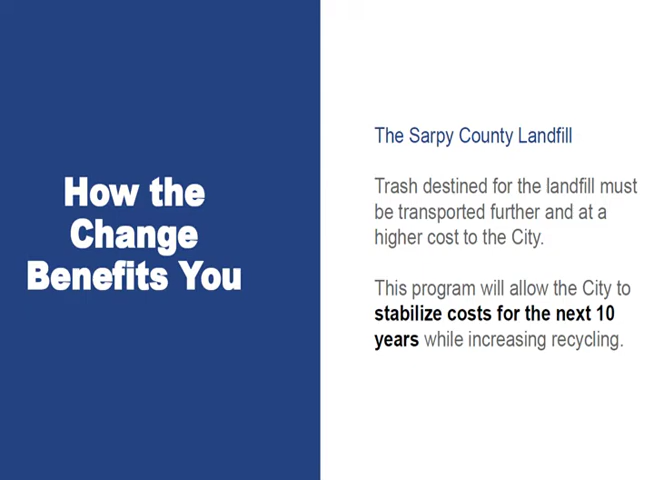 How the
Change
Benefits You
The Sarpy County Landfill
Trash destined for the landfill must
be transported further and at a
higher cost to the City.
This program will allow the City to
stabilize costs for the next 10
years while increasing recycling.